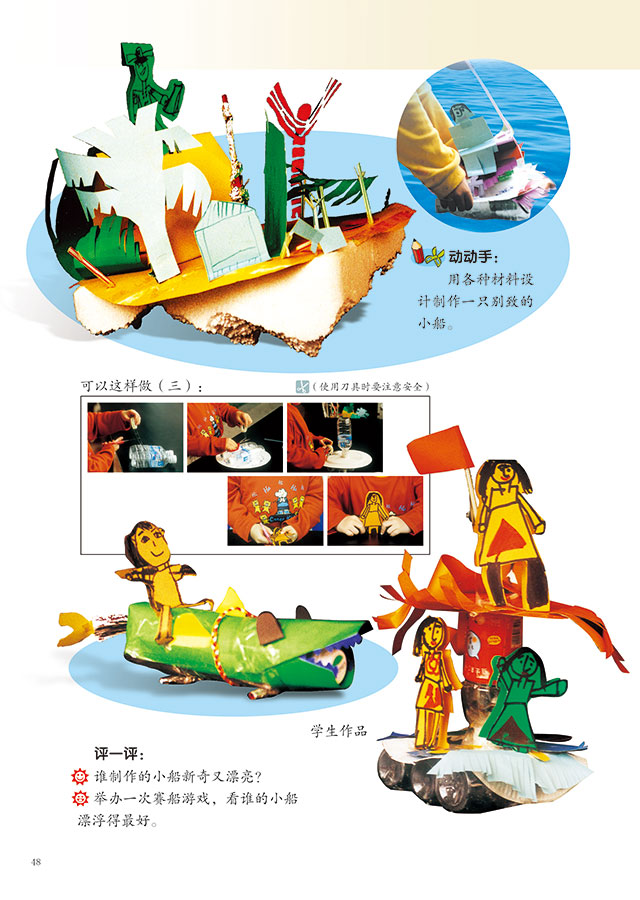 动动手：
用各种材料设
计制作一只别致的
小船。
可以这样做（三）：
（使用刀具时要注意安全）
学生作品
评一评：
谁制作的小船新奇又漂亮？
举办一次赛船游戏，看谁的小船
漂浮得最好。
48